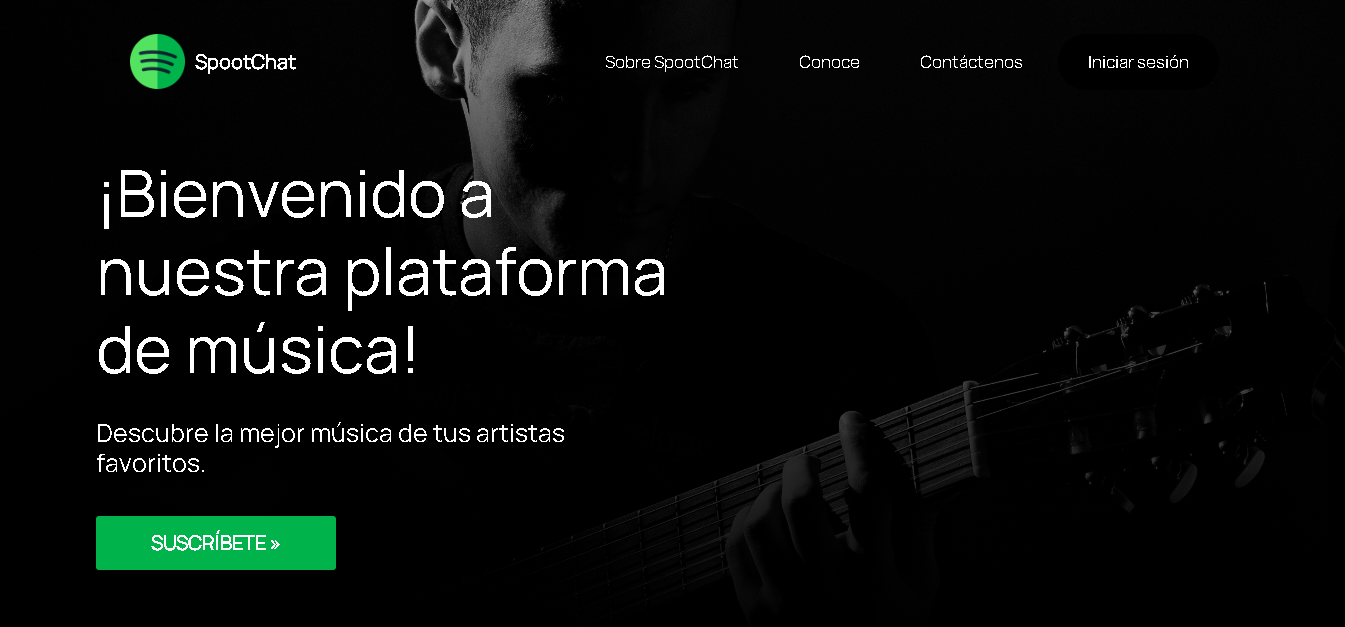 SpootChat
Sobre SpootChat
Conoce
Contáctenos
Iniciar sesión
¡Bienvenido a
nuestra plataforma
de música!
Descubre la mejor música de tus artistas
favoritos.
SUSCRÍBETE »